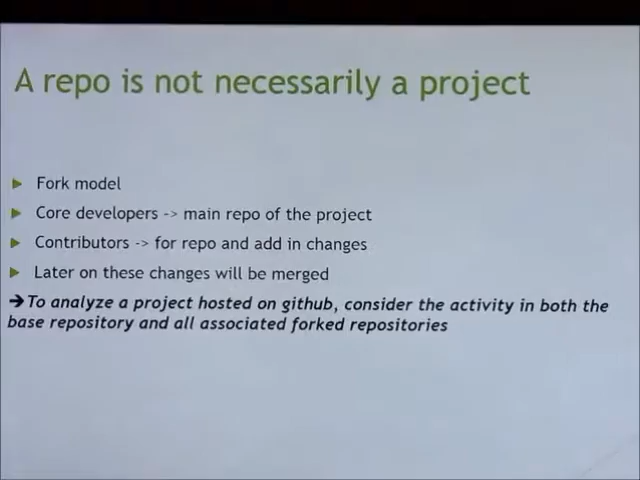 A repo is not necessarily a project
Fork model
Core developers -> main repo of the project
Contributors -> for repo and add in changes
Later on these changes will be merged
➔To analyze a project hosted on github, consider the activity in both the
base repository and all associated forked repositories